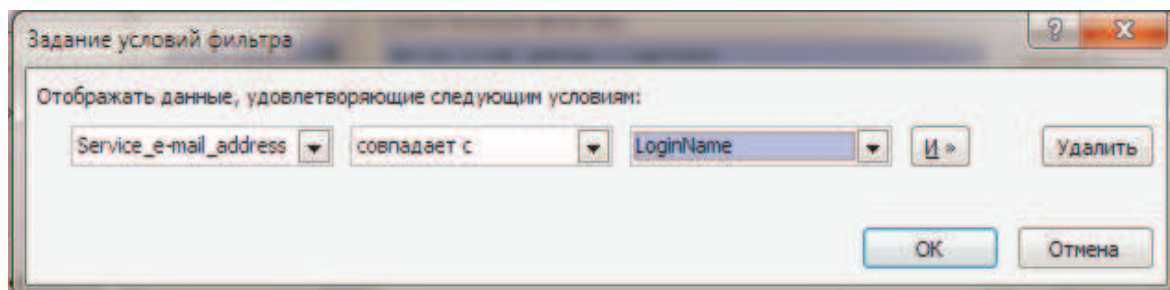 Задание условий фильтра
Отображать данные, удовлетворяющие следующим условиям:
Service_e-mail_address совпадает с LoginName И » Удалить
ОК Отмена